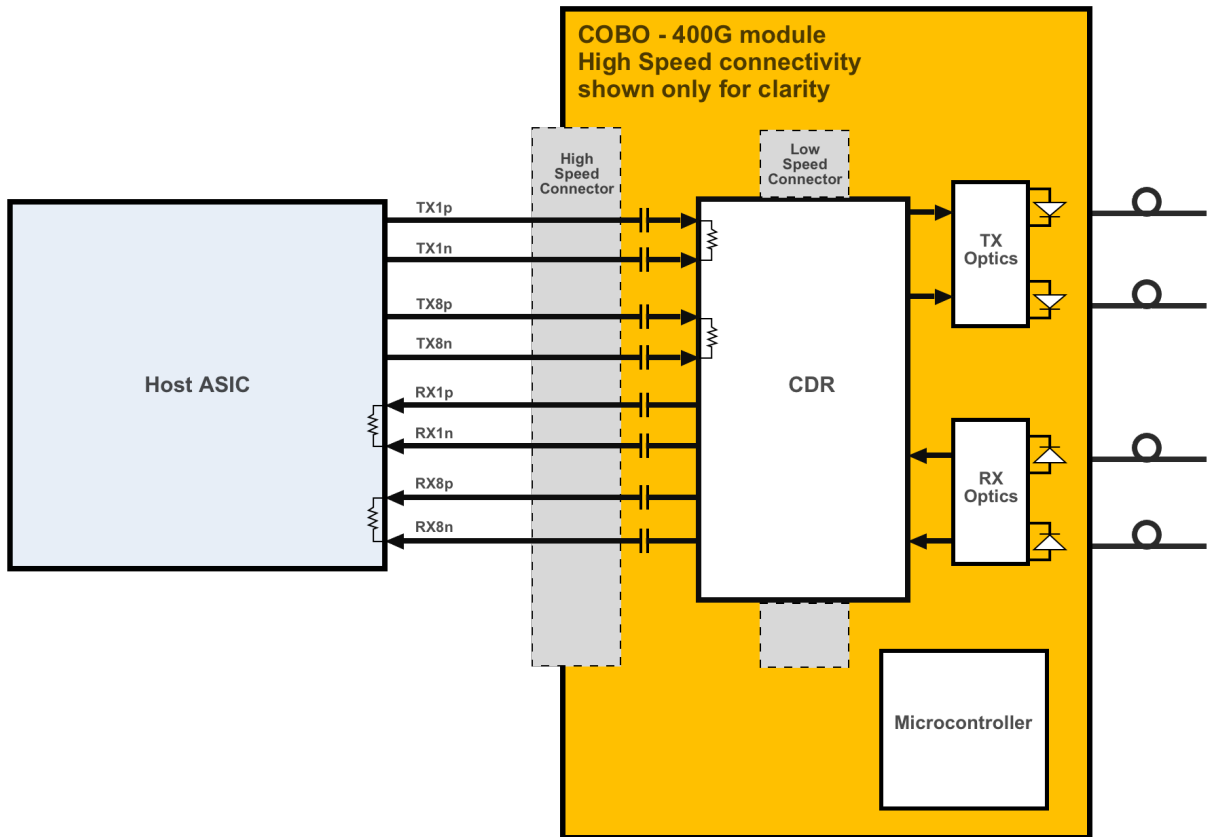 COBO - 400G module
High Speed connectivity
shown only for clarity
High
Speed
Connector
Low
Speed
Connector
Host ASIC
TX1p
TX1n
TX8p
TX8n
RX1p
RX1n
RX8p
RX8n
CDR
TX
Optics
RX
Optics
Microcontroller